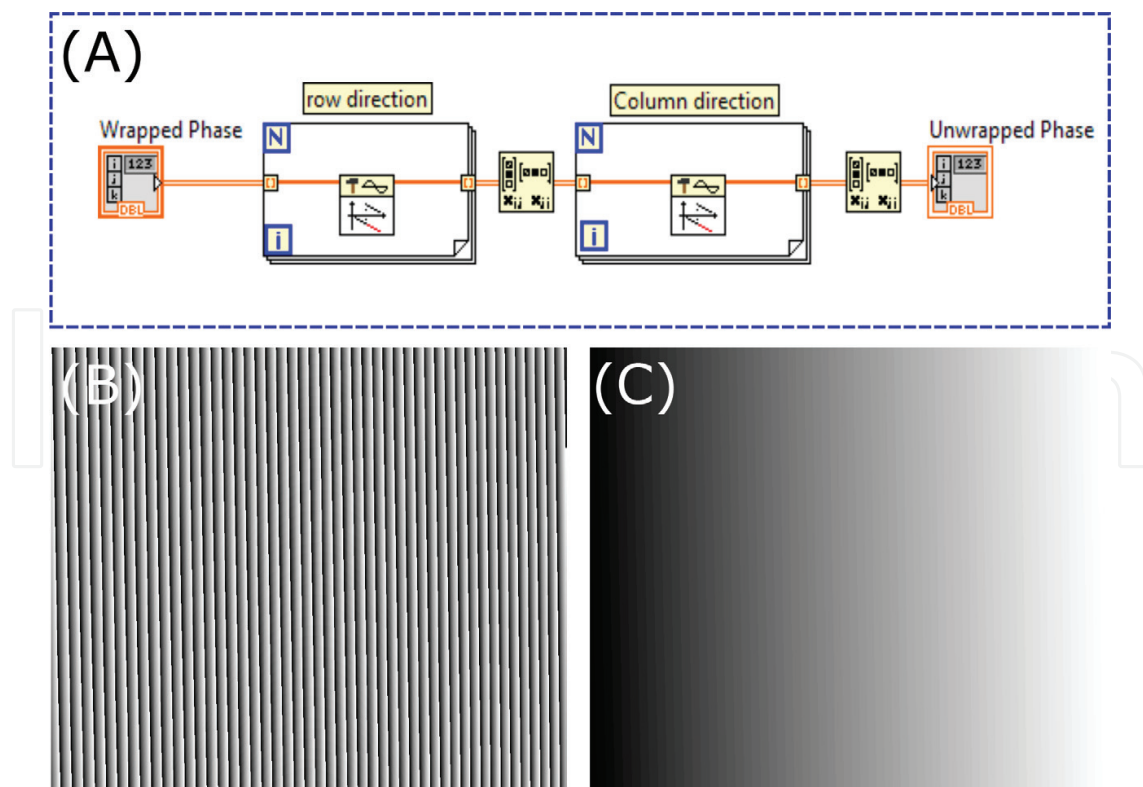 (A)
row direction
Column direction
Wrapped Phase
Unwrapped Phase
N
N
i
j
k
123
DBL
i
j
k
123
DBL
i
i
(B)
(C)